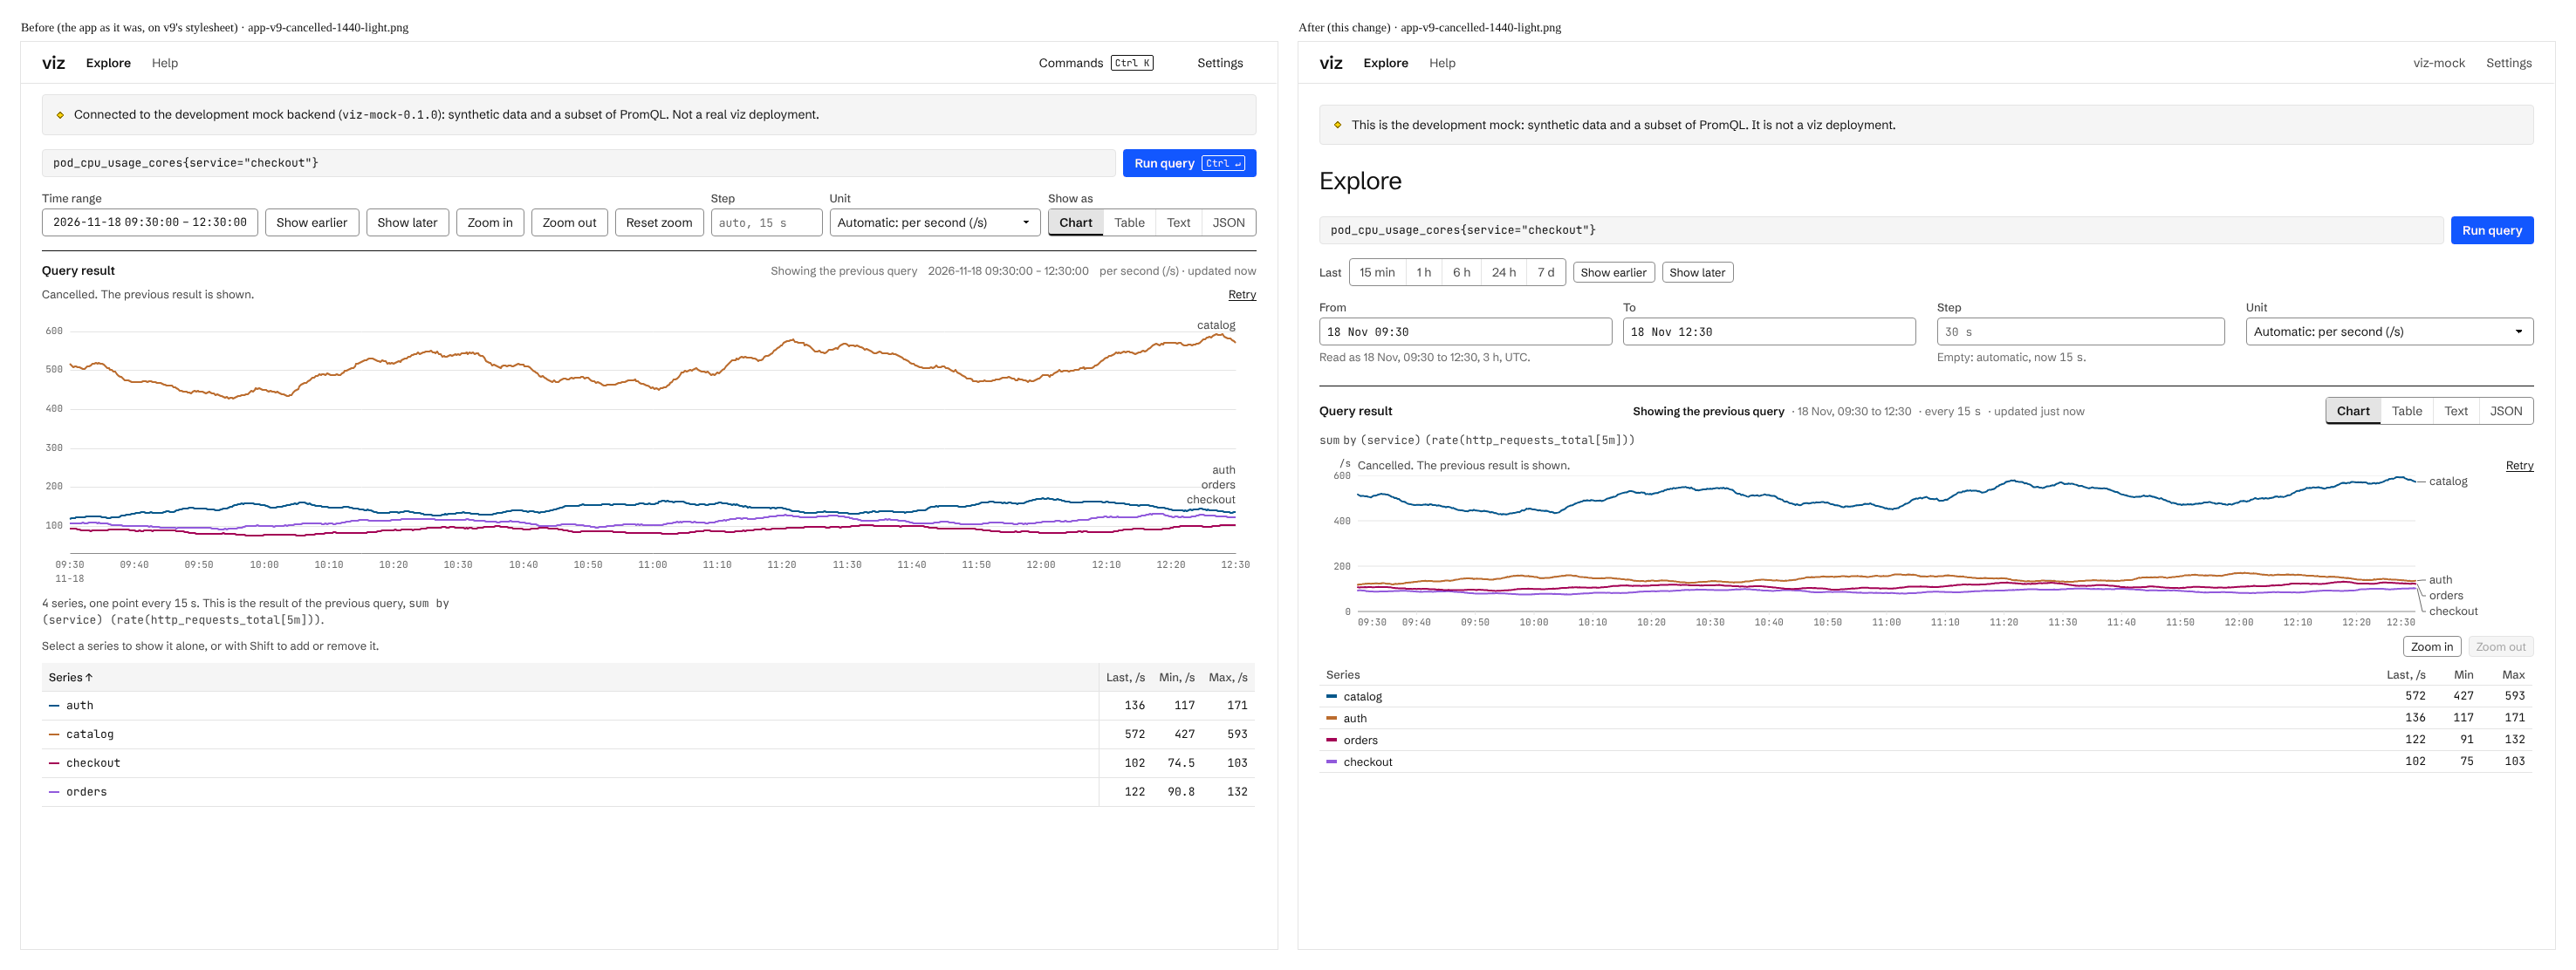 Before (the app as it was, on v9's stylesheet) · app-v9-cancelled-1440-light.png
viz Explore Help Commands Ctrl K Settings
Connected to the development mock backend (viz-mock-0.1.0): synthetic data and a subset of PromQL. Not a real viz deployment.
pod_cpu_usage_cores{service="checkout"} Run query Ctrl ↵
Time range Step Unit Show as
2026-11-18 09:30:00 – 12:30:00 Show earlier Show later Zoom in Zoom out Reset zoom auto, 15 s Automatic: per second (/s) Chart Table Text JSON
Query result Showing the previous query 2026-11-18 09:30:00 – 12:30:00 per second (/s) · updated now
Cancelled. The previous result is shown. Retry
catalog
600
500
400
300
auth
200 orders
checkout
100
09:30 09:40 09:50 10:00 10:10 10:20 10:30 10:40 10:50 11:00 11:10 11:20 11:30 11:40 11:50 12:00 12:10 12:20 12:30
11-18
4 series, one point every 15 s. This is the result of the previous query, sum by
(service) (rate(http_requests_total[5m])).
Select a series to show it alone, or with Shift to add or remove it.
Series ↑ Last, /s Min, /s Max, /s
auth 136 117 171
catalog 572 427 593
checkout 102 74.5 103
orders 122 90.8 132
After (this change) · app-v9-cancelled-1440-light.png
viz Explore Help viz-mock Settings
This is the development mock: synthetic data and a subset of PromQL. It is not a viz deployment.
Explore
pod_cpu_usage_cores{service="checkout"} Run query
Last 15 min 1 h 6 h 24 h 7 d Show earlier Show later
From To Step Unit
18 Nov 09:30 18 Nov 12:30 30 s Automatic: per second (/s)
Read as 18 Nov, 09:30 to 12:30, 3 h, UTC. Empty: automatic, now 15 s.
Query result Showing the previous query · 18 Nov, 09:30 to 12:30 · every 15 s · updated just now Chart Table Text JSON
sum by (service) (rate(http_requests_total[5m]))
/s Cancelled. The previous result is shown. Retry
600
catalog
400
200
auth
orders
0 checkout
09:30 09:40 09:50 10:00 10:10 10:20 10:30 10:40 10:50 11:00 11:10 11:20 11:30 11:40 11:50 12:00 12:10 12:20 12:30
Zoom in Zoom out
Series Last, /s Min Max
catalog 572 427 593
auth 136 117 171
orders 122 91 132
checkout 102 75 103